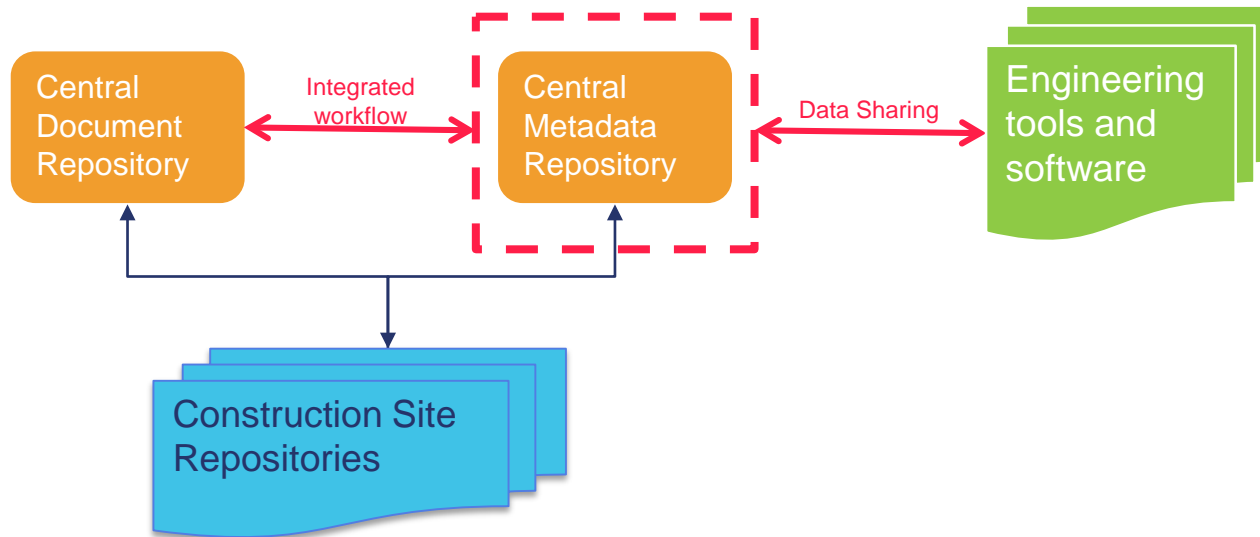 Central
Document
Repository
Integrated
workflow
Central
Metadata
Repository
Data Sharing
Engineering
tools and
software
Construction Site
Repositories